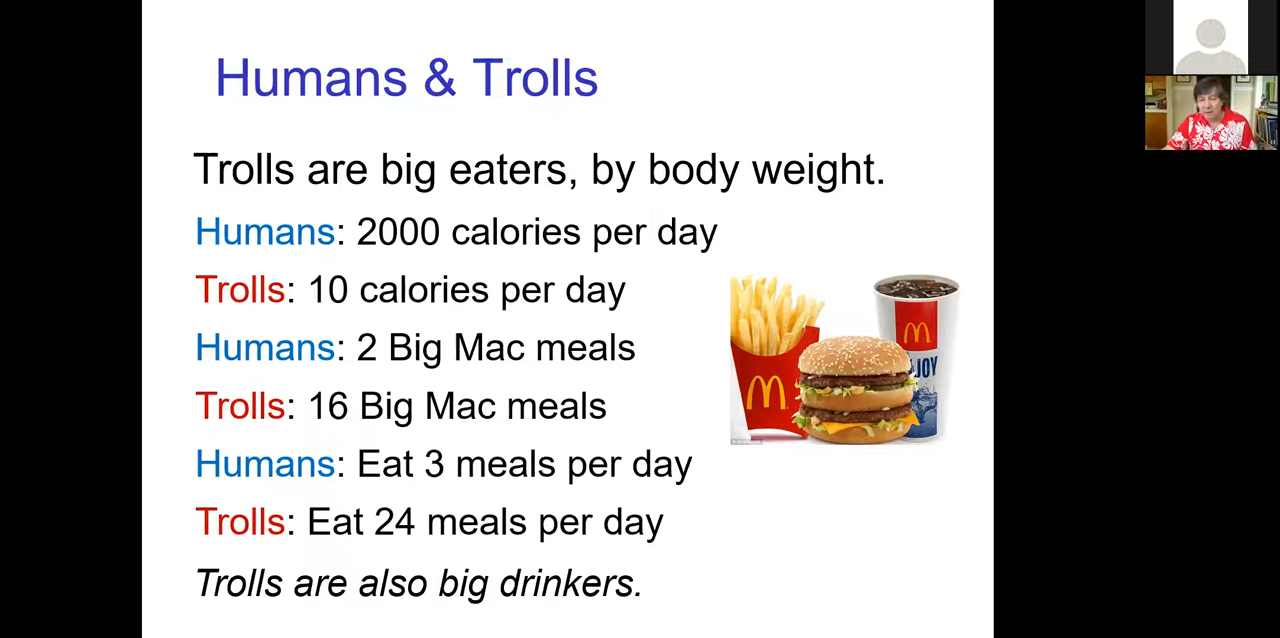 Humans & Trolls
Trolls are big eaters, by body weight.
Humans: 2000 calories per day
Trolls: 10 calories per day
Humans: 2 Big Mac meals
Trolls: 16 Big Mac meals
Humans: Eat 3 meals per day
Trolls: Eat 24 meals per day
Trolls are also big drinkers.